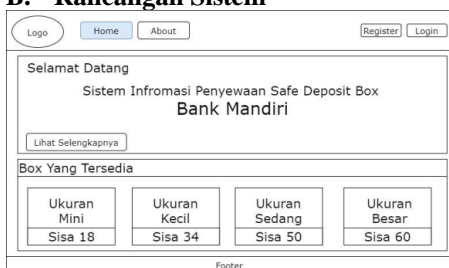 B. Rancangan Sistem
Logo
Home
About
Register
Login
Selamat Datang
Sistem Infromasi Penyewaan Safe Deposit Box
Bank Mandiri
Lihat Selengkapnya
Box Yang Tersedia
Ukuran
Mini
Sisa 18
Ukuran
Kecil
Sisa 34
Ukuran
Sedang
Sisa 50
Ukuran
Besar
Sisa 60
Footer